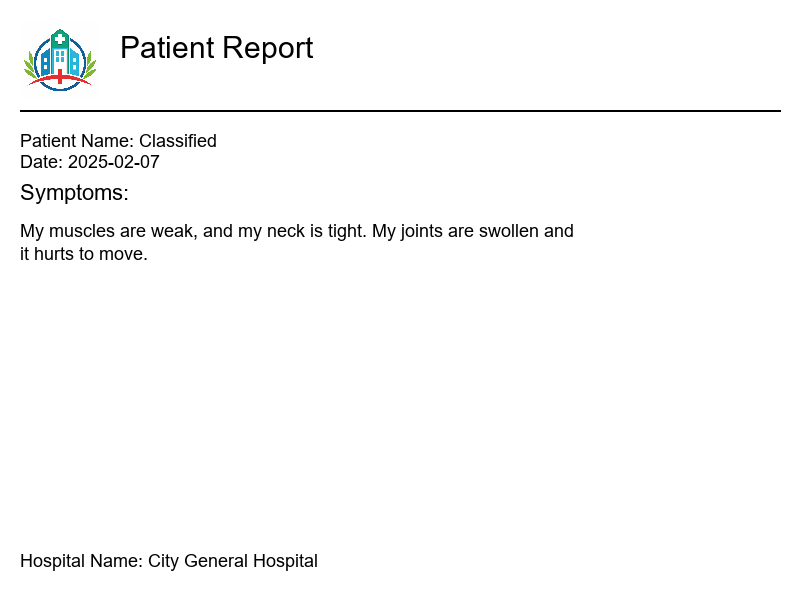 Patient Report
Patient Name: Classified
Date: 2025-02-07
Symptoms:
My muscles are weak, and my neck is tight. My joints are swollen and
it hurts to move.
Hospital Name: City General Hospital